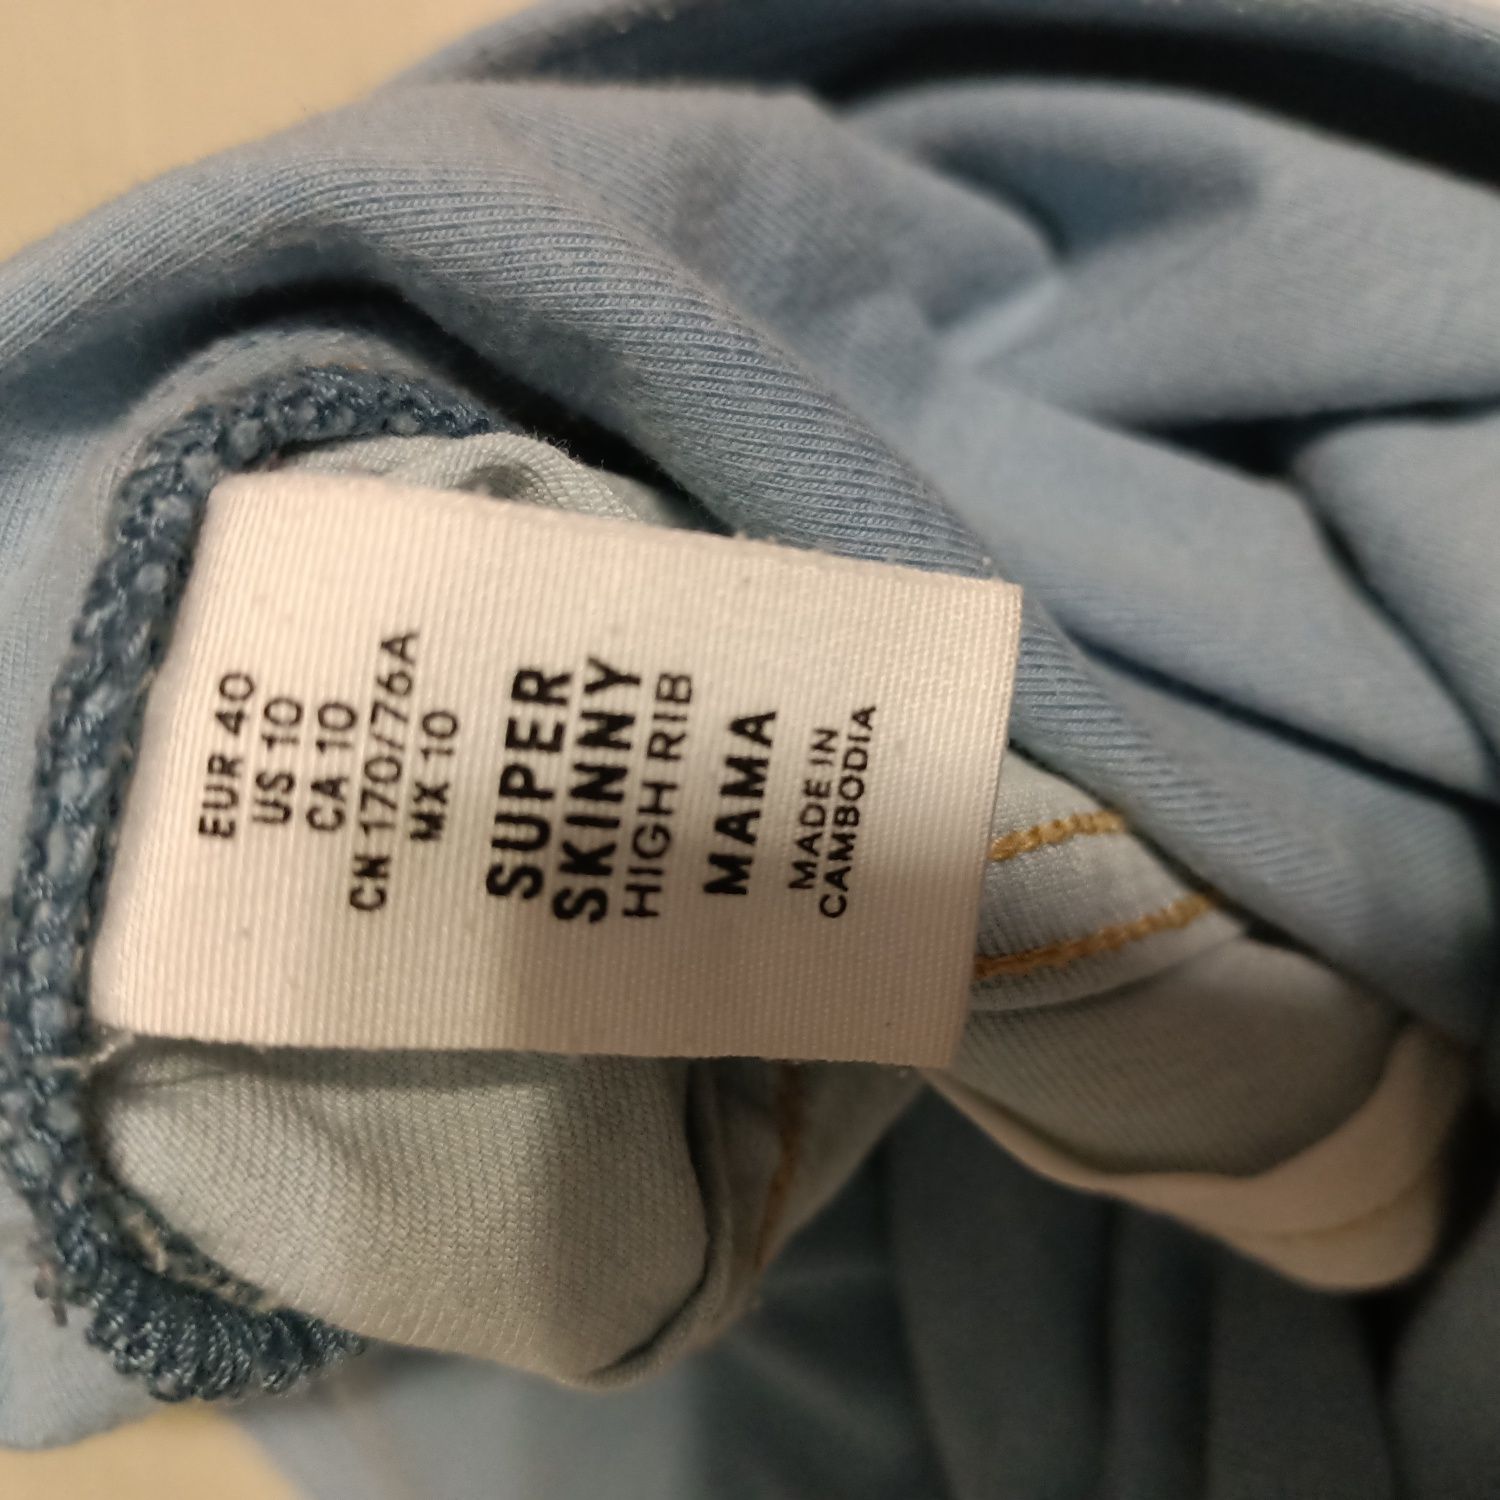 EUR 40
US 10
CA 10
CN 170/76A
MX 10
SUPER
SKINNY
HIGH RIB
MAMA
MADE IN
CAMBODIA